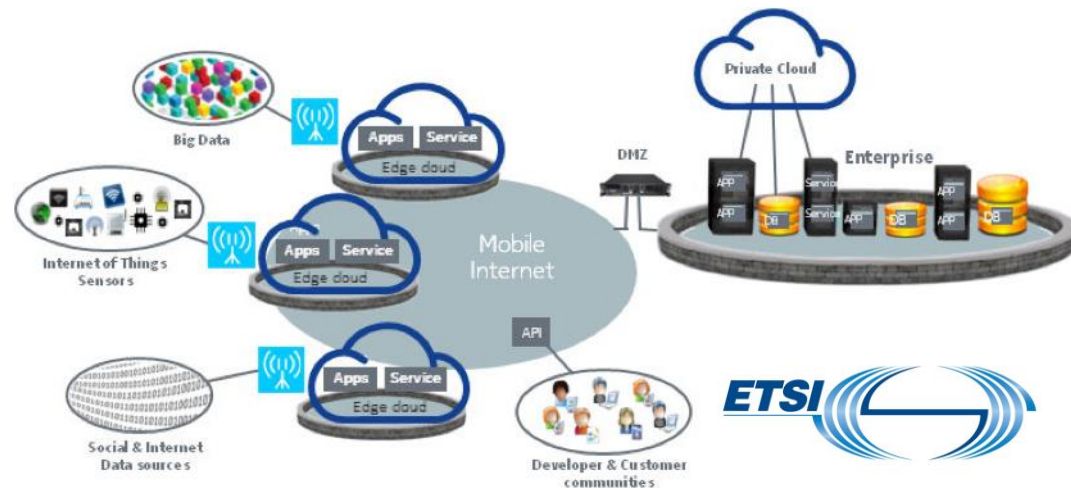 Private Cloud
Big Data
Apps Service
Edge cloud
DMZ
Enterprise
APP
APP
DB
Service
Service
APP
DB
APP
APP
DB
Internet of Things
Sensors
Apps Service
Edge cloud
Mobile
Internet
API
Apps Service
Edge cloud
Social & Internet
Data sources
Developer & Customer
communities
ETSI